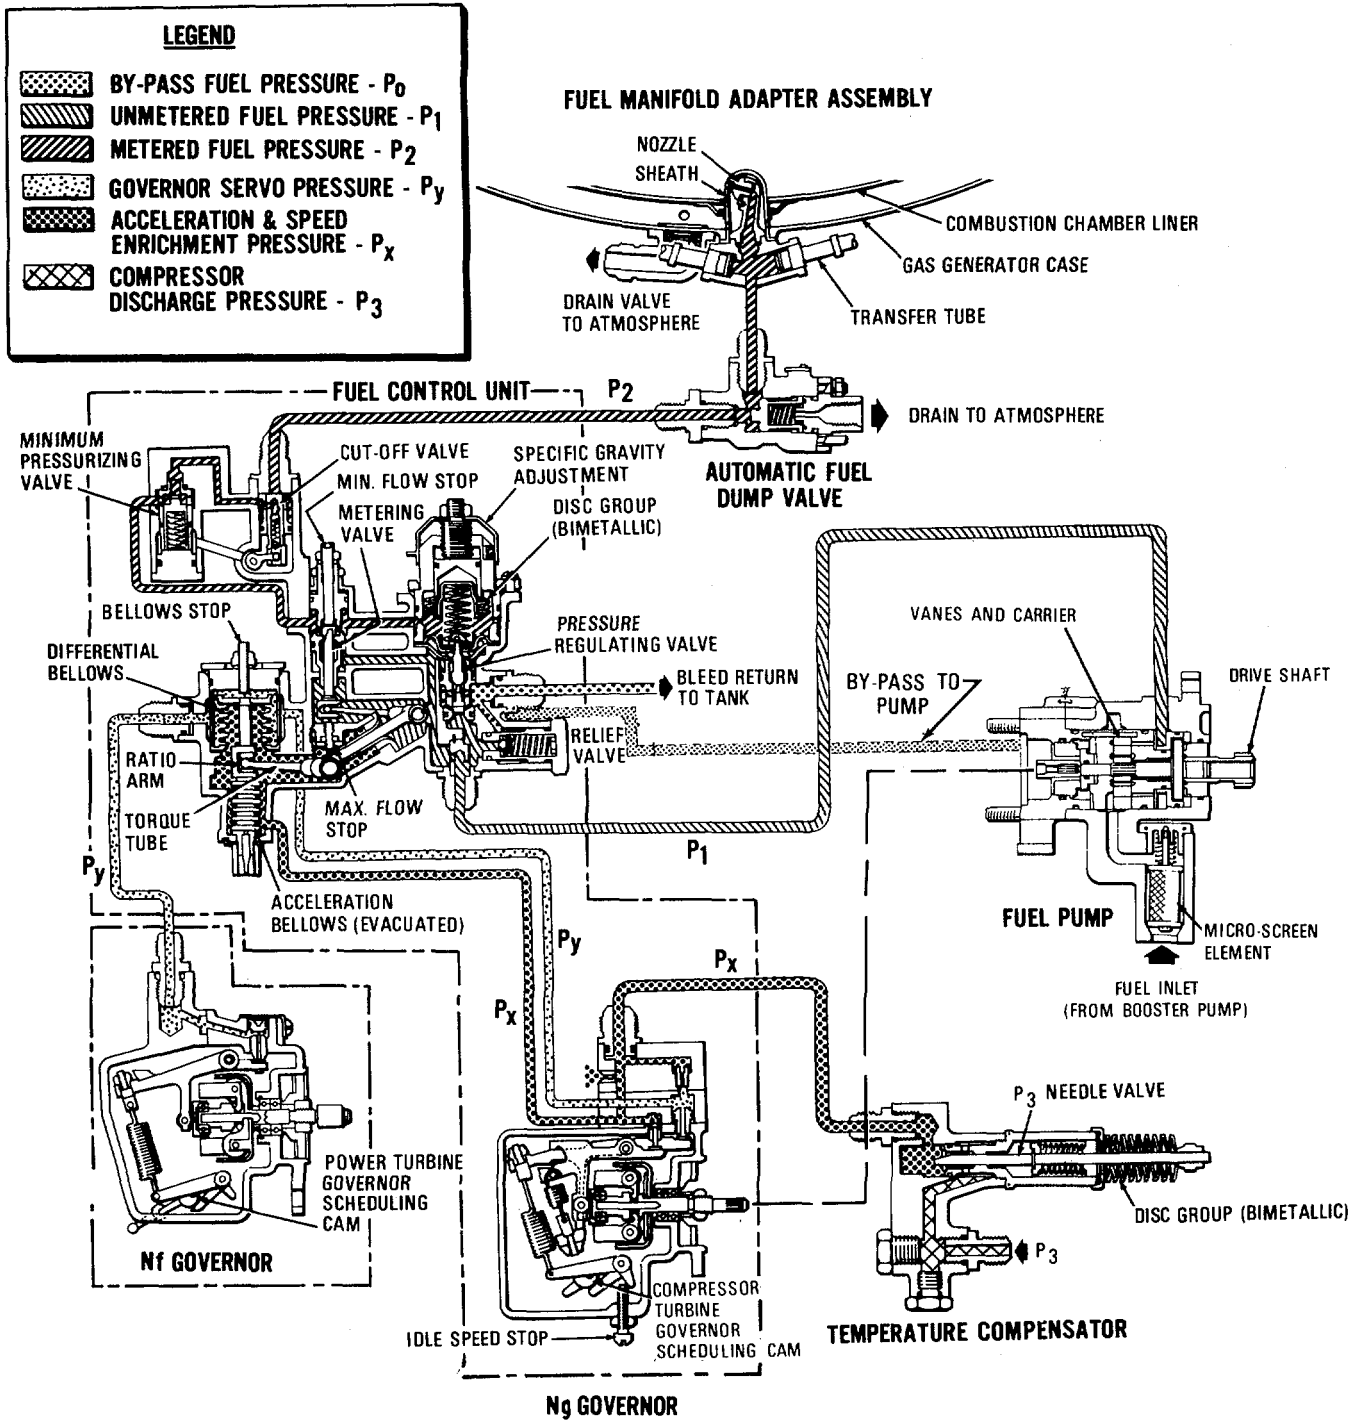 LEGEND
BY-PASS FUEL PRESSURE - Po
UNMETERED FUEL PRESSURE - P1
METERED FUEL PRESSURE - P2
GOVERNOR SERVO PRESSURE - Py
ACCELERATION & SPEED
ENRICHMENT PRESSURE - Px
COMPRESSOR
DISCHARGE PRESSURE - P3
FUEL MANIFOLD ADAPTER ASSEMBLY
NOZZLE
SHEATH
COMBUSTION CHAMBER LINER
GAS GENERATOR CASE
DRAIN VALVE
TO ATMOSPHERE
TRANSFER TUBE
FUEL CONTROL UNIT
P2
DRAIN TO ATMOSPHERE
AUTOMATIC FUEL
DUMP VALVE
MINIMUM
PRESSURIZING
VALVE
CUT-OFF VALVE
MIN. FLOW STOP
METERING
VALVE
SPECIFIC GRAVITY
ADJUSTMENT
DISC GROUP
(BIMETALLIC)
BELLOWS STOP
DIFFERENTIAL
BELLOWS
PRESSURE
REGULATING VALVE
BLEED RETURN
TO TANK
VANES AND CARRIER
DRIVE SHAFT
BY-PASS TO
PUMP
RELIEF
VALVE
RATIO
ARM
TORQUE
TUBE
MAX. FLOW
STOP
P1
Py
ACCELERATION
BELLOWS (EVACUATED)
FUEL PUMP
MICRO-SCREEN
ELEMENT
FUEL INLET
(FROM BOOSTER PUMP)
Py
Px
Px
P3 NEEDLE VALVE
POWER TURBINE
GOVERNOR
SCHEDULING
CAM
Nf GOVERNOR
DISC GROUP (BIMETALLIC)
P3
COMPRESSOR
TURBINE
GOVERNOR
SCHEDULING CAM
IDLE SPEED STOP
TEMPERATURE COMPENSATOR
Ng GOVERNOR